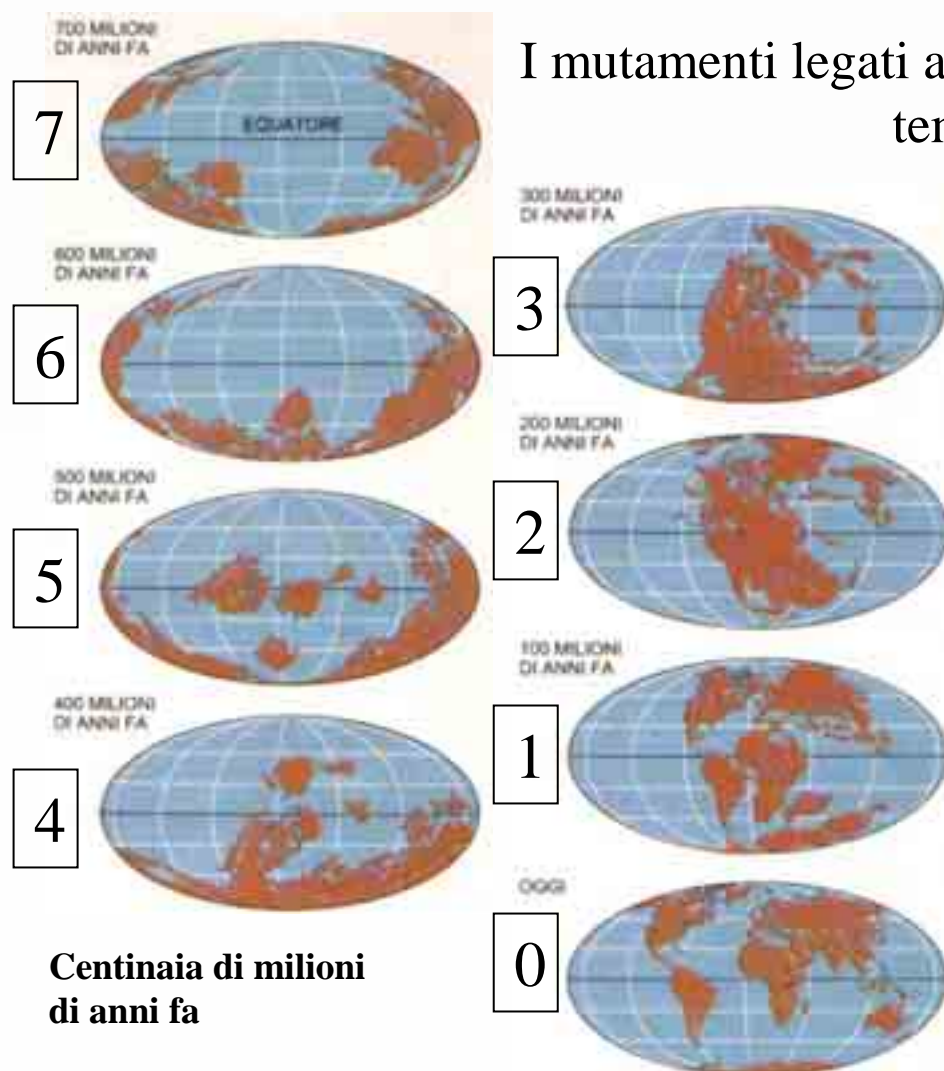 700 MILIONI
DI ANNI FA
7
EQUATORE
600 MILIONI
DI ANNI FA
6
500 MILIONI
DI ANNI FA
5
400 MILIONI
DI ANNI FA
4
Centinaia di milioni
di anni fa
I mutamenti legati a
ter
300 MILIONI
DI ANNI FA
3
200 MILIONI
DI ANNI FA
2
100 MILIONI
DI ANNI FA
1
OGGI
0